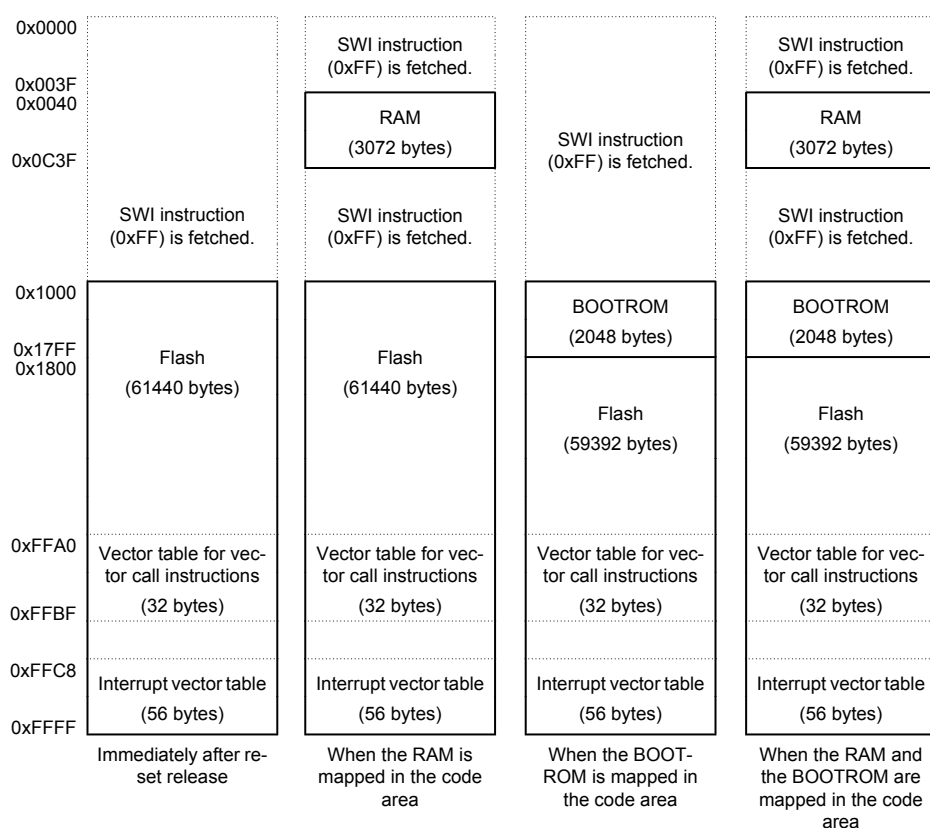 0x0000
0x003F
0x0040
0x0C3F
0x1000
0x17FF
0x1800
0xFFA0
0xFFBF
0xFFC8
0xFFFF
SWI instruction
(0xFF) is fetched.
Flash
(61440 bytes)
Vector table for vec-
tor call instructions
(32 bytes)
Interrupt vector table
(56 bytes)
Immediately after re-
set release
SWI instruction
(0xFF) is fetched.
RAM
(3072 bytes)
SWI instruction
(0xFF) is fetched.
Flash
(61440 bytes)
Vector table for vec-
tor call instructions
(32 bytes)
Interrupt vector table
(56 bytes)
When the RAM is
mapped in the code
area
SWI instruction
(0xFF) is fetched.
BOOTROM
(2048 bytes)
Flash
(59392 bytes)
Vector table for vec-
tor call instructions
(32 bytes)
Interrupt vector table
(56 bytes)
When the BOOT-
ROM is mapped in
the code area
SWI instruction
(0xFF) is fetched.
RAM
(3072 bytes)
SWI instruction
(0xFF) is fetched.
BOOTROM
(2048 bytes)
Flash
(59392 bytes)
Vector table for vec-
tor call instructions
(32 bytes)
Interrupt vector table
(56 bytes)
When the RAM and
the BOOTROM are
mapped in the code
area